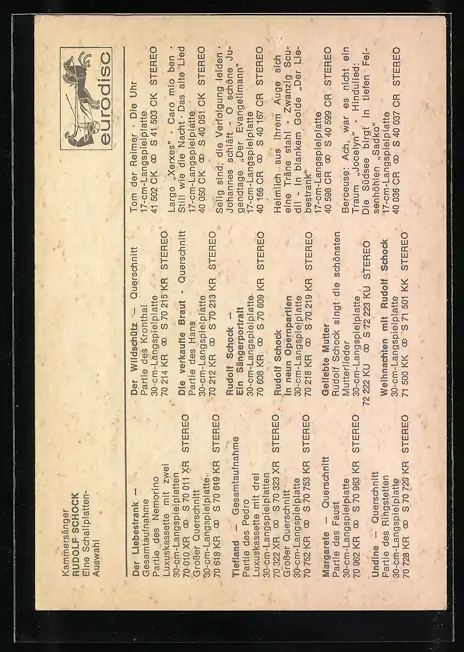 Kammersänger
RUDOLF SCHOCK
Eine Schallplatten-
Auswahl
eurodisc
Der Liebestrank —
Gesamtaufnahme
Partie des Nemorino
Luxuskassette mit zwei
30-cm-Langspielplatten
70 010 XR ∞ S 70 011 XR STEREO
Großer Querschnitt
30-cm-Langspielplatte
70 618 KR ∞ S 70 619 KR STEREO
Tiefland — Gesamtaufnahme
Partie des Pedro
Luxuskassette mit drei
30-cm-Langspielplatten
70 322 XR ∞ S 70 323 XR STEREO
Großer Querschnitt
30-cm-Langspielplatte
70 752 KR ∞ S 70 753 KR STEREO
Margarete — Querschnitt
Partie des Faust
30-cm-Langspielplatte
70 962 KR ∞ S 70 963 KR STEREO
Undine — Querschnitt
Partie des Ringstetten
30-cm-Langspielplatte
70 728 KR ∞ S 70 729 KR STEREO
Der Wildschütz — Querschnitt
Partie des Kronthal
30-cm-Langspielplatte
70 214 KR ∞ S 70 215 KR STEREO
Die verkaufte Braut - Querschnitt
Partie des Hans
30-cm-Langspielplatte
70 212 KR ∞ S 70 213 KR STEREO
Rudolf Schock —
Ein Sängerporträt
30-cm-Langspielplatte
70 608 KR ∞ S 70 609 KR STEREO
Rudolf Schock
in neun Opernpartien
30-cm-Langspielplatte
70 218 KR ∞ S 70 219 KR STEREO
Geliebte Mutter
Rudolf Schock singt die schönsten
Mutterlieder
30-cm-Langspielplatte
72 222 KU ∞ S 72 223 KU STEREO
Weihnachten mit Rudolf Schock
30-cm-Langspielplatte
71 500 KK ∞ S 71 501 KK STEREO
Tom der Reimer · Die Uhr
17-cm-Langspielplatte
41 502 CK ∞ S 41 503 CK STEREO
Largo „Xerxes" · Caro mio ben ·
Still wie die Nacht · Das alte Lied
17-cm-Langspielplatte
40 050 CK ∞ S 40 051 CK STEREO
Selig sind, die Verfolgung leiden ·
Johannes schläft - O schöne Ju-
gendtage „Der Evangelimann"
17-cm-Langspielplatte
40 166 CR ∞ S 40 167 CR STEREO
Heimlich aus ihrem Auge sich
eine Träne stahl · Zwanzig Scu-
di! · In blankem Golde „Der Lie-
bestrank"
17-cm-Langspielplatte
40 598 CR ∞ S 40 599 CR STEREO
Berceuse: Ach, war es nicht ein
Traum „Jocelyn" · Hindulied:
Die Südsee birgt in tiefen Fel-
senhöhlen „Sadko"
17-cm-Langspielplatte
40 036 CR ∞ S 40 037 CR STEREO